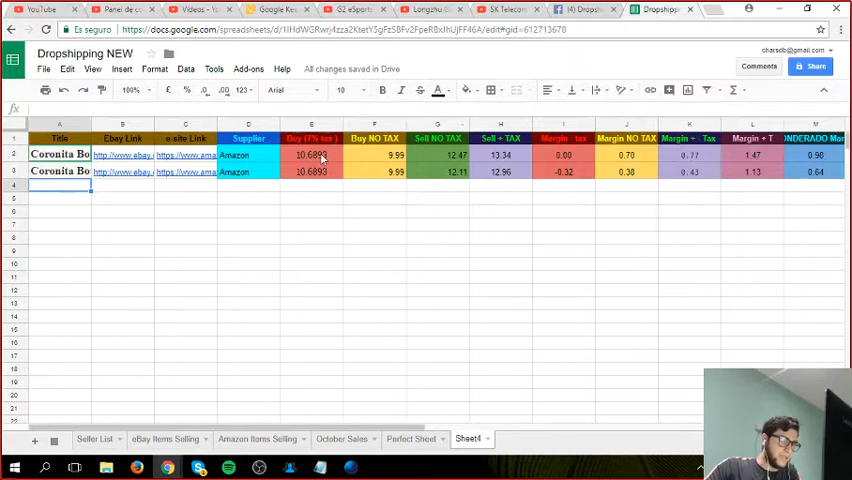 YouTube Panel de co Videos - You Google Kee G2 eSports Longzhu G SK Telecom (4) Dropsh Dropshipping
Es seguro https://docs.google.com/spreadsheets/d/1IHdGRwrj4zza2KtetY5gFzSBFv2PFrepE8xJhUjFF46A/edit#gid=612713678
Dropshipping NEW
charsdb@gmail.com
File Edit View Insert Format Data Tools Add-ons Help All changes saved in Drive
Comments Share
100% £ % .0 .00 123 Arial 10 B I S A
fx
A B C D E F G H I J K L M
1 Title Ebay Link e-site Link Supplier Buy (7% tax ) Buy NO TAX Sell NO TAX Sell + TAX Margin - tax Margin NO TAX Margin + - Tax Margin + T ONDERADO Mar
2 Coronita Bo http://www.ebay. https://www.ama Amazon 10.6893 9.99 12.47 13.34 0.00 0.70 0.77 1.47 0.98
3 Coronita Bo http://www.ebay. https://www.ama Amazon 10.6893 9.99 12.11 12.96 -0.32 0.38 0.43 1.13 0.64
4
5
6
7
8
9
10
11
12
13
14
15
16
17
18
19
20
21
22
Seller List eBay Items Selling Amazon Items Selling October Sales Perfect Sheet Sheet4